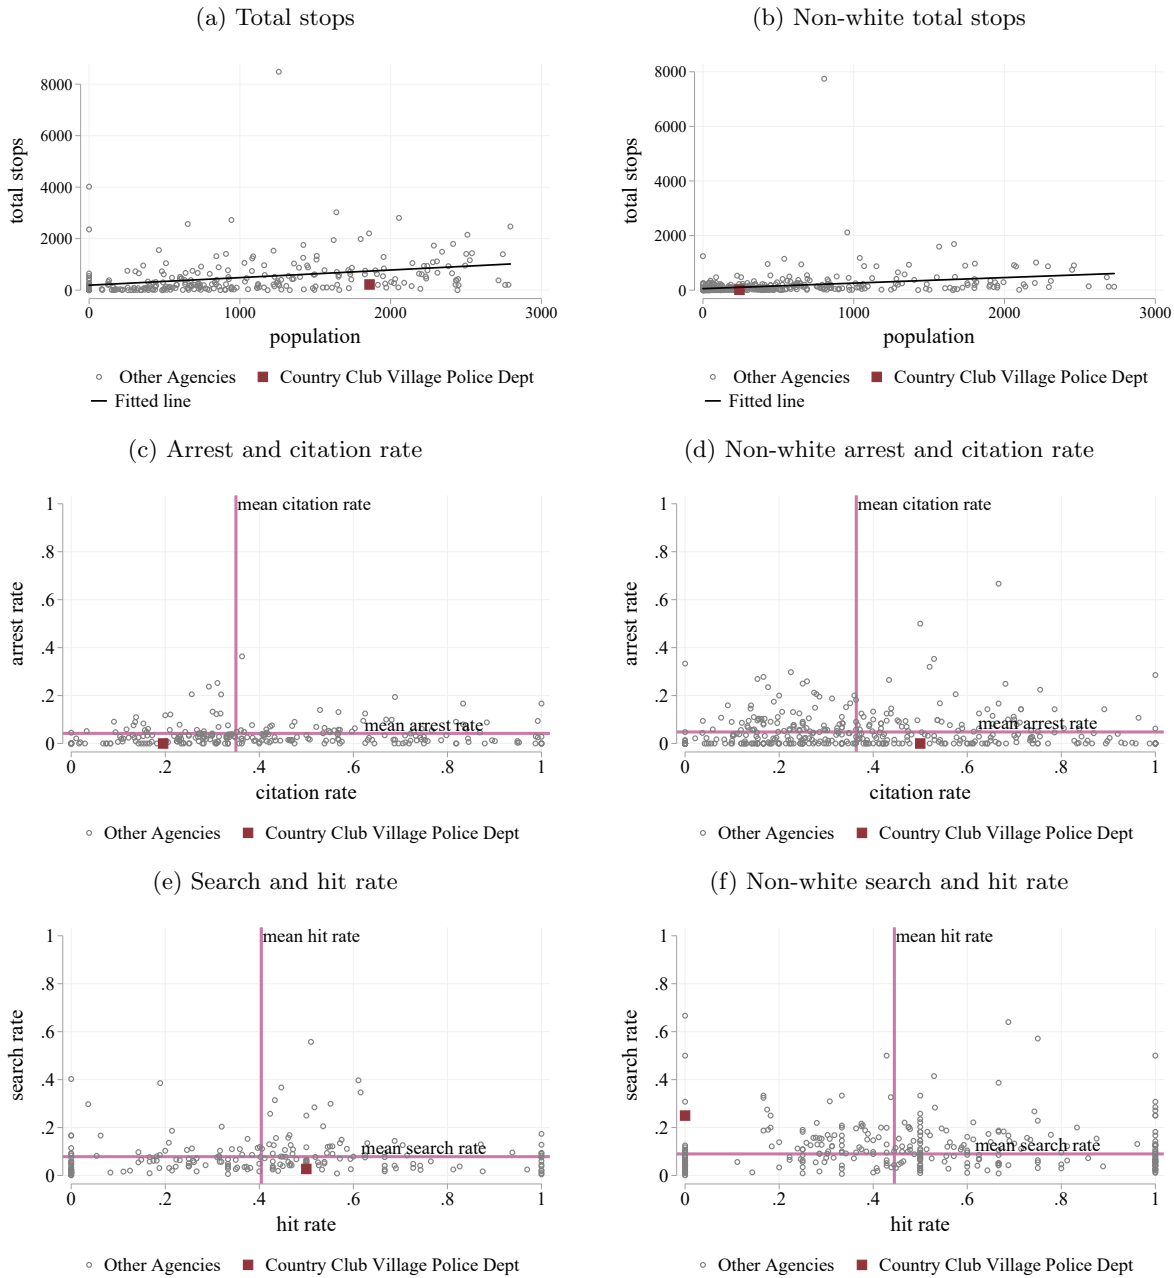 (a) Total stops
8000
6000
4000
2000
0
total stops
0 1000 2000 3000
population
Other Agencies Country Club Village Police Dept
Fitted line
(b) Non-white total stops
8000
6000
4000
2000
0
total stops
0 1000 2000 3000
population
Other Agencies Country Club Village Police Dept
Fitted line
(c) Arrest and citation rate
1
.8
.6
.4
.2
0
arrest rate
mean citation rate
mean arrest rate
0 .2 .4 .6 .8 1
citation rate
Other Agencies Country Club Village Police Dept
(d) Non-white arrest and citation rate
1
.8
.6
.4
.2
0
arrest rate
mean citation rate
mean arrest rate
0 .2 .4 .6 .8 1
citation rate
Other Agencies Country Club Village Police Dept
(e) Search and hit rate
1
.8
.6
.4
.2
0
search rate
mean hit rate
mean search rate
0 .2 .4 .6 .8 1
hit rate
Other Agencies Country Club Village Police Dept
(f) Non-white search and hit rate
1
.8
.6
.4
.2
0
search rate
mean hit rate
mean search rate
0 .2 .4 .6 .8 1
hit rate
Other Agencies Country Club Village Police Dept